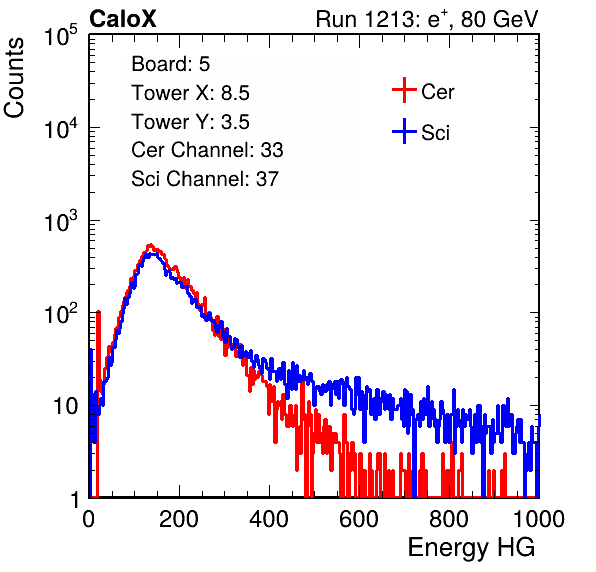 CaloX Run 1213: e⁺, 80 GeV
Counts
Board: 5
Tower X: 8.5
Tower Y: 3.5
Cer Channel: 33
Sci Channel: 37
Cer
Sci
10⁵
10⁴
10³
10²
10
1
0 200 400 600 800 1000
Energy HG